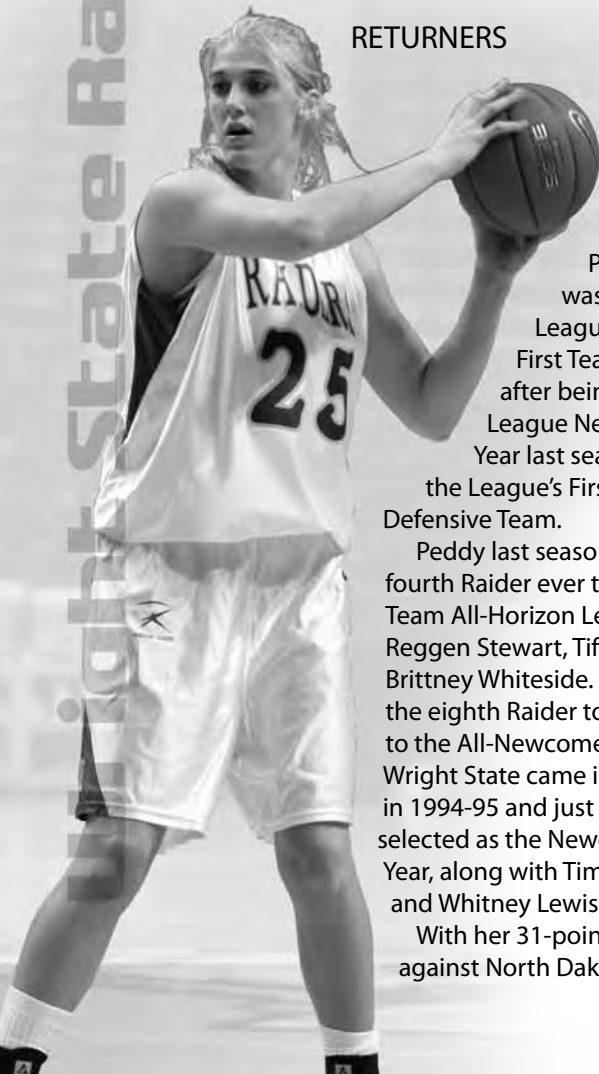 RETURNERS
Wright State Ra
RADRS
25
P
was
Leagu
First Tea
after bein
League Ne
Year last sea
the League's Firs
Defensive Team.
Peddy last seaso
fourth Raider ever t
Team All-Horizon Le
Reggen Stewart, Tif
Brittney Whiteside.
the eighth Raider to
to the All-Newcome
Wright State came i
in 1994-95 and just
selected as the Newc
Year, along with Tim
and Whitney Lewis
With her 31-poin
against North Dak